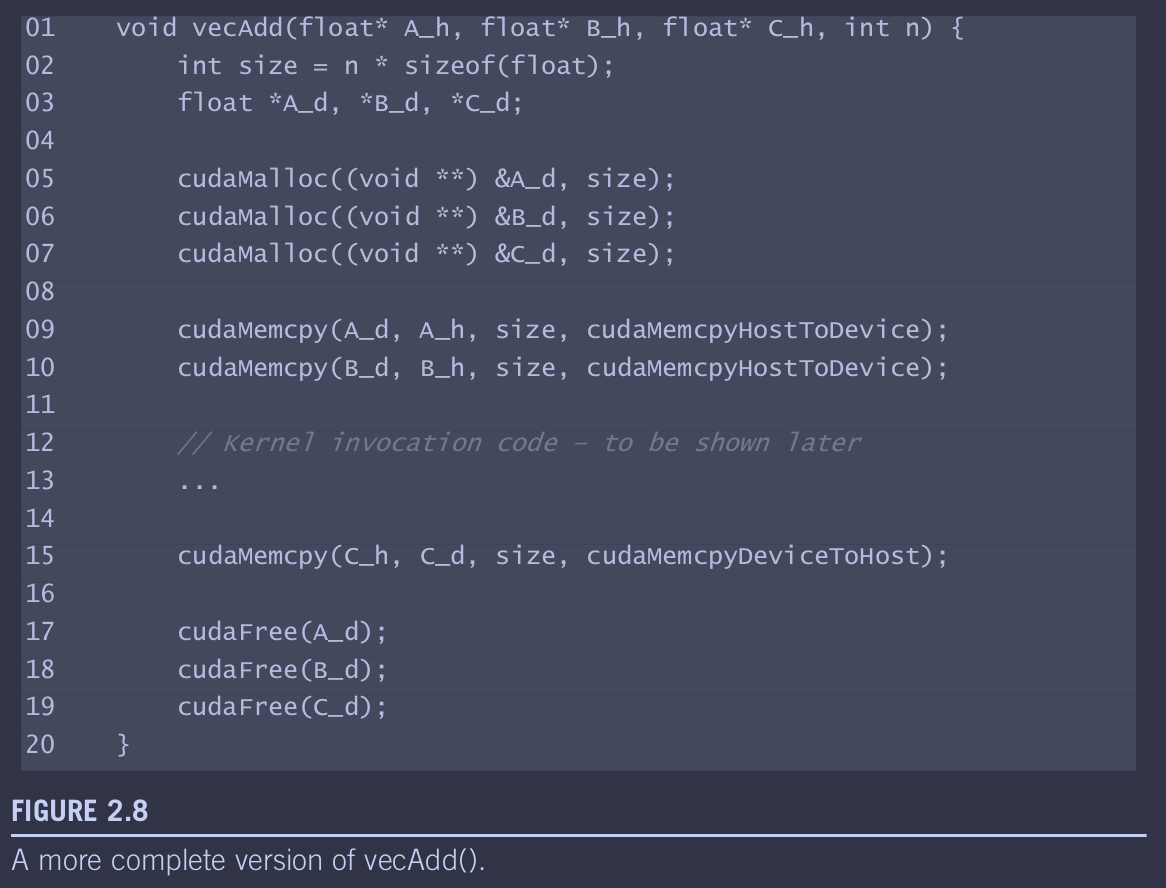 01 void vecAdd(float* A_h, float* B_h, float* C_h, int n) {
02 int size = n * sizeof(float);
03 float *A_d, *B_d, *C_d;
04
05 cudaMalloc((void **) &A_d, size);
06 cudaMalloc((void **) &B_d, size);
07 cudaMalloc((void **) &C_d, size);
08
09 cudaMemcpy(A_d, A_h, size, cudaMemcpyHostToDevice);
10 cudaMemcpy(B_d, B_h, size, cudaMemcpyHostToDevice);
11
12 // Kernel invocation code – to be shown later
13 ...
14
15 cudaMemcpy(C_h, C_d, size, cudaMemcpyDeviceToHost);
16
17 cudaFree(A_d);
18 cudaFree(B_d);
19 cudaFree(C_d);
20 }
FIGURE 2.8
A more complete version of vecAdd().